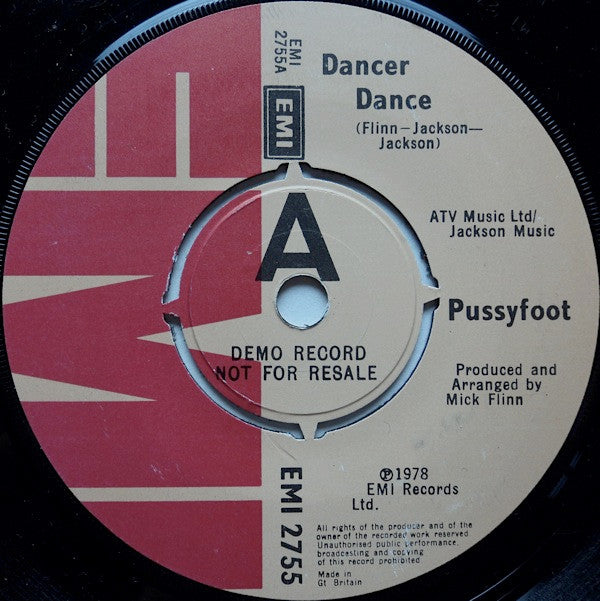 EMI
2755A
EMI
Dancer
Dance
(Flinn-Jackson-
Jackson)
ATV Music Ltd/
Jackson Music
A
Pussyfoot
DEMO RECORD
NOT FOR RESALE
Produced and
Arranged by
Mick Flinn
℗1978
EMI Records
Ltd.
EMI 2755
All rights of the producer and of the
owner of the recorded work reserved
Unauthorised public performance,
broadcasting and copying
of this record prohibited
Made in
Gt Britain
EMI